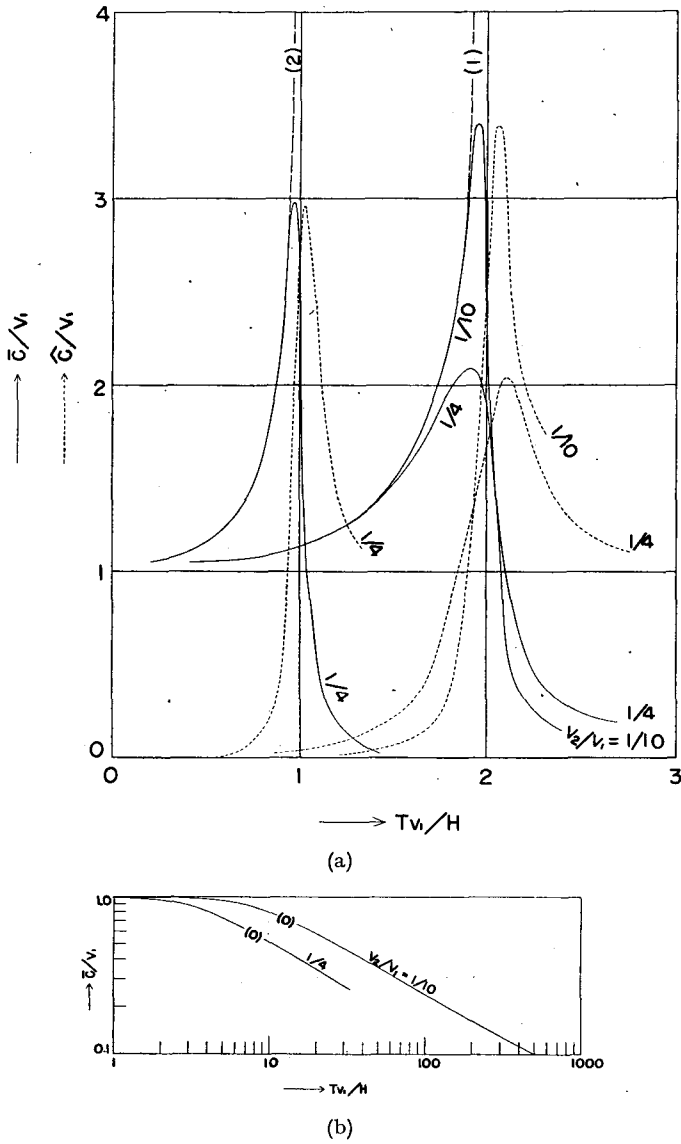 4
(2)
(1)
3
→ c̄/v₁
→ ĉ/v₁
1/10
2
1/4
1/10
1/4
1/4
1
1/4
1/4
v₂/v₁ = 1/10
0
0 1 2 3
→ Tv₁/H
(a)
1.0
→ c̄/v₁
(0)
(0)
1/4
v₂/v₁ = 1/10
0.1
1 10 100 1000
→ Tv₁/H
(b)